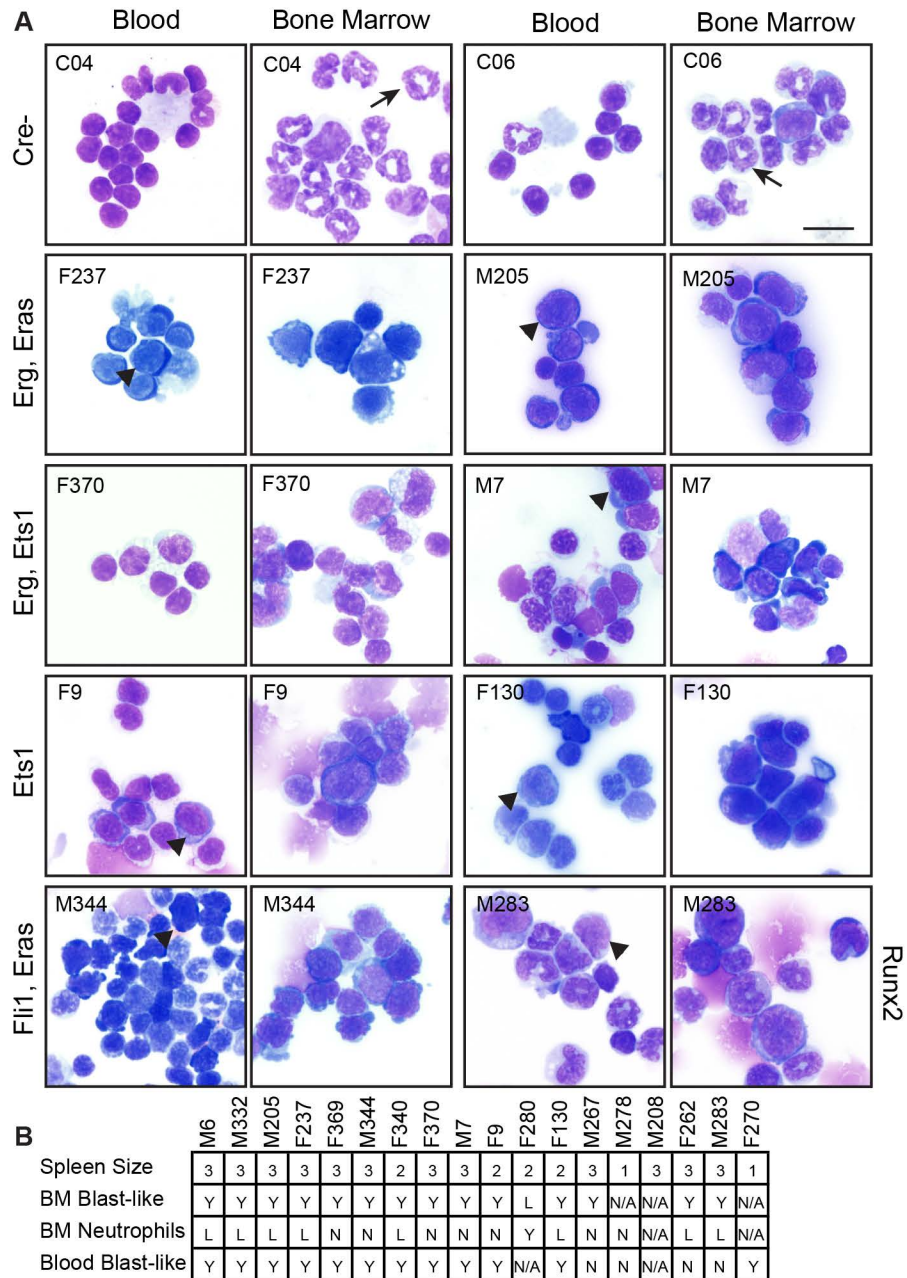 A Blood Bone Marrow Blood Bone Marrow
Cre-
C04 C04 C06 C06
Erg, Eras
F237 F237 M205 M205
Erg, Ets1
F370 F370 M7 M7
Ets1
F9 F9 F130 F130
Fli1, Eras
M344 M344 M283 M283
Runx2
B M6 M332 M205 F237 F369 M344 F340 F370 M7 F9 F280 F130 M267 M278 M208 F262 M283 F270
Spleen Size 3 3 3 3 3 3 2 3 3 2 2 2 3 1 3 3 3 1
BM Blast-like Y Y Y Y Y Y Y Y Y Y L Y Y N/A N/A Y Y N/A
BM Neutrophils L L L L N N L N N N Y L N N N/A L L N/A
Blood Blast-like Y Y Y Y Y Y Y Y Y Y N/A Y N N N/A N N Y